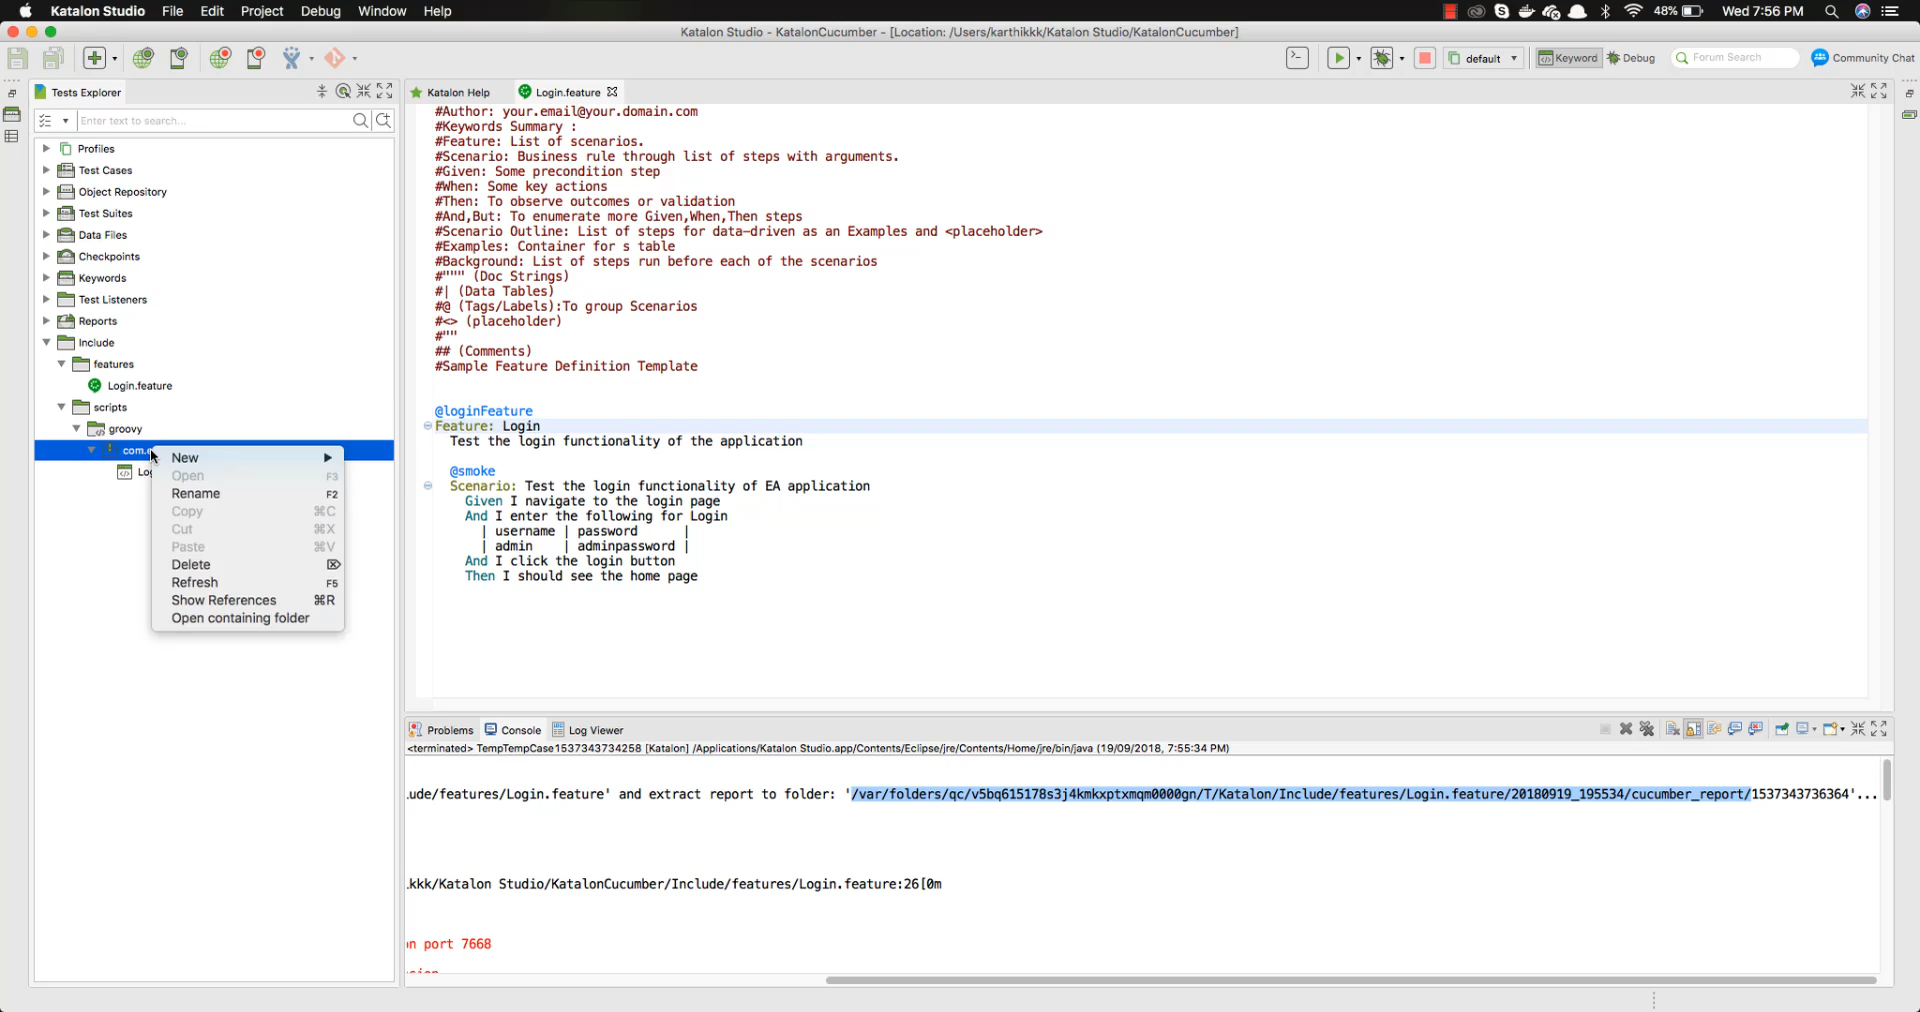 Katalon Studio File Edit Project Debug Window Help 48% Wed 7:56 PM
Katalon Studio - KatalonCucumber - [Location: /Users/karthikkk/Katalon Studio/KatalonCucumber]
default Keyword Debug Forum Search Community Chat
Tests Explorer
Enter text to search...
Profiles
Test Cases
Object Repository
Test Suites
Data Files
Checkpoints
Keywords
Test Listeners
Reports
Include
features
Login.feature
scripts
groovy
New
Open F3
Rename F2
Copy ⌘C
Cut ⌘X
Paste ⌘V
Delete ⌦
Refresh F5
Show References ⌘R
Open containing folder
Katalon Help Login.feature
#Author: your.email@your.domain.com
#Keywords Summary :
#Feature: List of scenarios.
#Scenario: Business rule through list of steps with arguments.
#Given: Some precondition step
#When: Some key actions
#Then: To observe outcomes or validation
#And,But: To enumerate more Given,When,Then steps
#Scenario Outline: List of steps for data-driven as an Examples and <placeholder>
#Examples: Container for s table
#Background: List of steps run before each of the scenarios
#""" (Doc Strings)
#| (Data Tables)
#@ (Tags/Labels):To group Scenarios
#<> (placeholder)
#""
## (Comments)
#Sample Feature Definition Template
@loginFeature
Feature: Login
Test the login functionality of the application
@smoke
Scenario: Test the login functionality of EA application
Given I navigate to the login page
And I enter the following for Login
| username | password |
| admin | adminpassword |
And I click the login button
Then I should see the home page
Problems Console Log Viewer
<terminated> TempTempCase1537343734258 [Katalon] /Applications/Katalon Studio.app/Contents/Eclipse/jre/Contents/Home/jre/bin/java (19/09/2018, 7:55:34 PM)
.ude/features/Login.feature' and extract report to folder: '/var/folders/qc/v5bq615178s3j4kmkxptxmqm0000gn/T/Katalon/Include/features/Login.feature/20180919_195534/cucumber_report/1537343736364'...
.kkk/Katalon Studio/KatalonCucumber/Include/features/Login.feature:26[0m
n port 7668